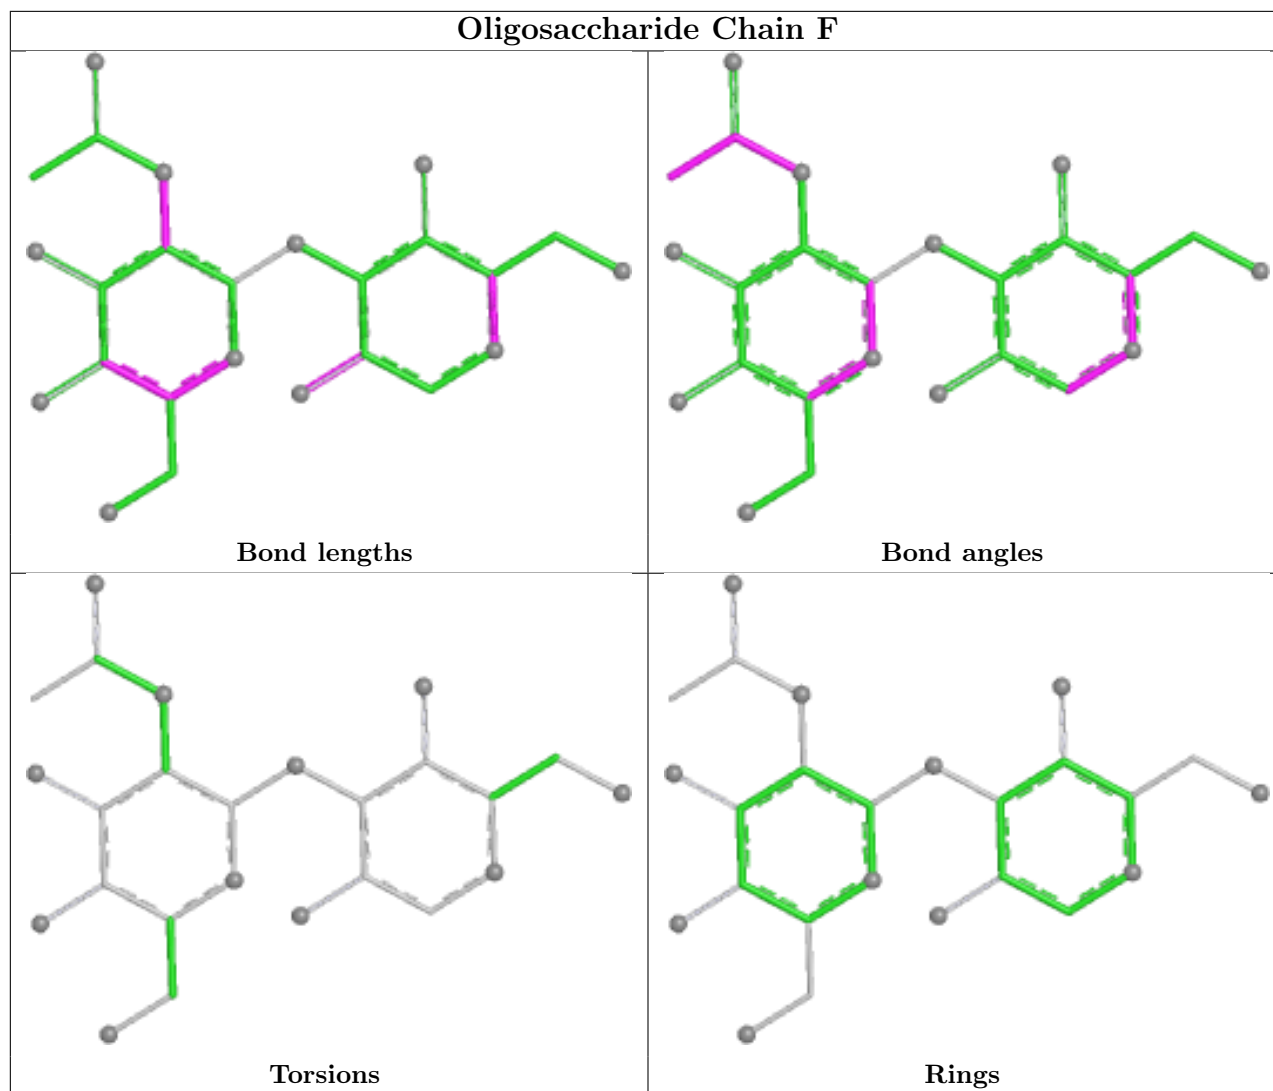 Oligosaccharide Chain F
Bond lengths
Bond angles
Torsions
Rings